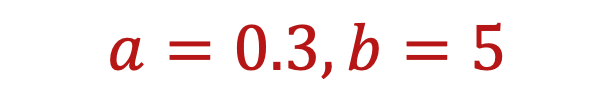 a = 0.3, b = 5